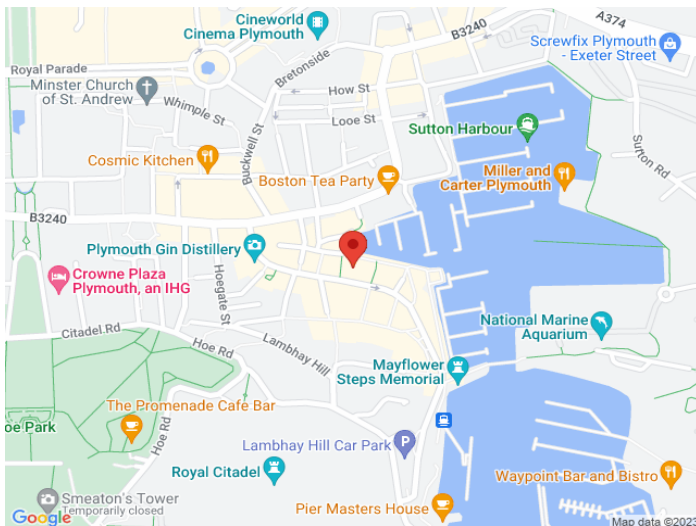 Cineworld
Cinema Plymouth
B3240
A374
Screwfix Plymouth
- Exeter Street
Royal Parade
Bretonside
Minster Church
of St. Andrew
Whimple St
How St
Looe St
Sutton Harbour
Buckwell St
Sutton Rd
Cosmic Kitchen
Boston Tea Party
Miller and
Carter Plymouth
B3240
Plymouth Gin Distillery
Crowne Plaza
Plymouth, an IHG
Hoegate St
Citadel Rd
Hoe Rd
Lambhay Hill
National Marine
Aquarium
Mayflower
Steps Memorial
The Promenade Cafe Bar
oe Park
Hoe Rd
Lambhay Hill Car Park
P
Royal Citadel
Waypoint Bar and Bistro
Smeaton's Tower
Temporarily closed
Pier Masters House
Google
Map data ©202